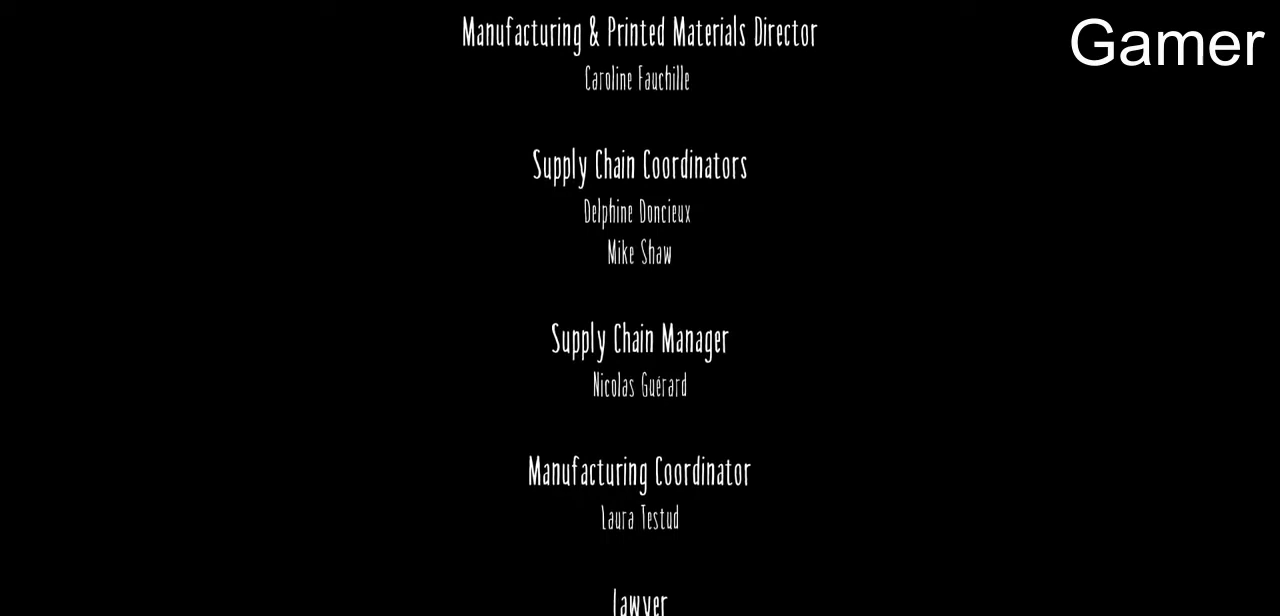 Manufacturing & Printed Materials Director
Gamer
Caroline Fauchille
Supply Chain Coordinators
Delphine Doncieux
Mike Shaw
Supply Chain Manager
Nicolas Guérard
Manufacturing Coordinator
Laura Testud
Lawyer